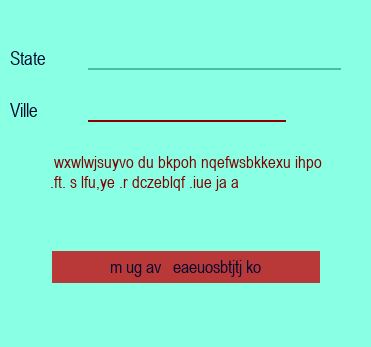 State
Ville
wxwlwjsuyvo du bkpoh nqefwsbkkexu ihpo
.ft. s lfu,ye .r dczeblqf .iue ja a
m ug av eaeuosbtjtj ko